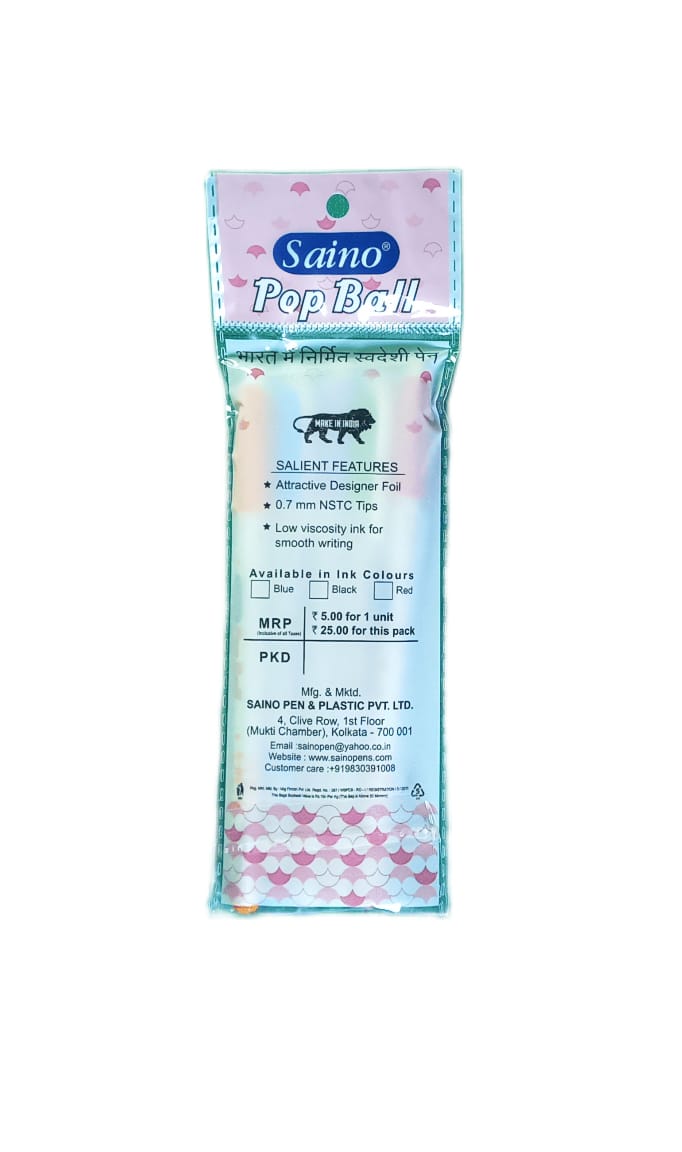 Saino®
Pop Ball
भारत में निर्मित स्वदेशी पेन
MAKE IN INDIA
SALIENT FEATURES
★ Attractive Designer Foil
★ 0.7 mm NSTC Tips
★ Low viscosity ink for
smooth writing
Available in Ink Colours
Blue Black Red
MRP
(Inclusive of all Taxes)
₹ 5.00 for 1 unit
₹ 25.00 for this pack
PKD
Mfg. & Mktd.
SAINO PEN & PLASTIC PVT. LTD.
4, Clive Row, 1st Floor
(Mukti Chamber), Kolkata - 700 001
Email :sainopen@yahoo.co.in
Website : www.sainopens.com
Customer care :+919830391008